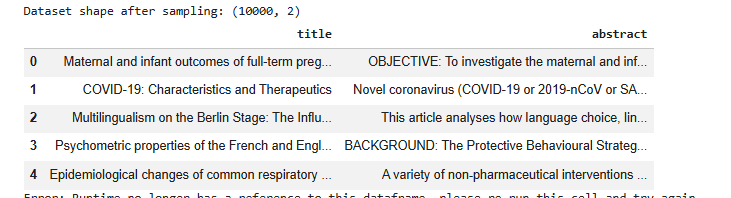 Dataset shape after sampling: (10000, 2)
title abstract
0 Maternal and infant outcomes of full-term preg... OBJECTIVE: To investigate the maternal and inf...
1 COVID-19: Characteristics and Therapeutics Novel coronavirus (COVID-19 or 2019-nCoV or SA...
2 Multilingualism on the Berlin Stage: The Influ... This article analyses how language choice, lin...
3 Psychometric properties of the French and Engl... BACKGROUND: The Protective Behavioural Strateg...
4 Epidemiological changes of common respiratory ... A variety of non-pharmaceutical interventions ...
Error: Runtime no longer has a reference to this dataframe, please re-run this cell and try again